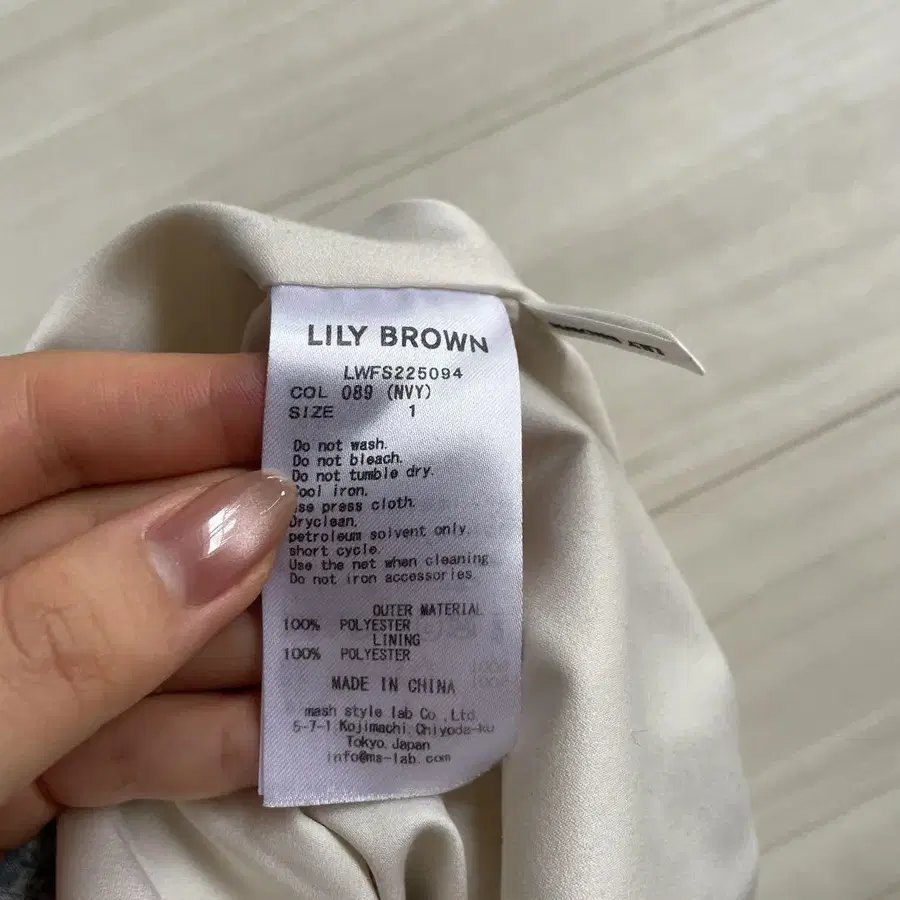 LILY BROWN
LWFS225094
COL 089 (NVY)
SIZE 1
Do not wash.
Do not bleach.
Do not tumble dry.
iron.
press cloth.
Dryclean,
petroleum solvent only.
short cycle.
Use the net when cleaning
Do not iron accessories.
OUTER MATERIAL
100% POLYESTER
LINING
100% POLYESTER
MADE IN CHINA
mash style lab Co.,Ltd.
5-7-1 Kojimachi, Chiyoda-ku
Tokyo, Japan
info@ms-lab.com